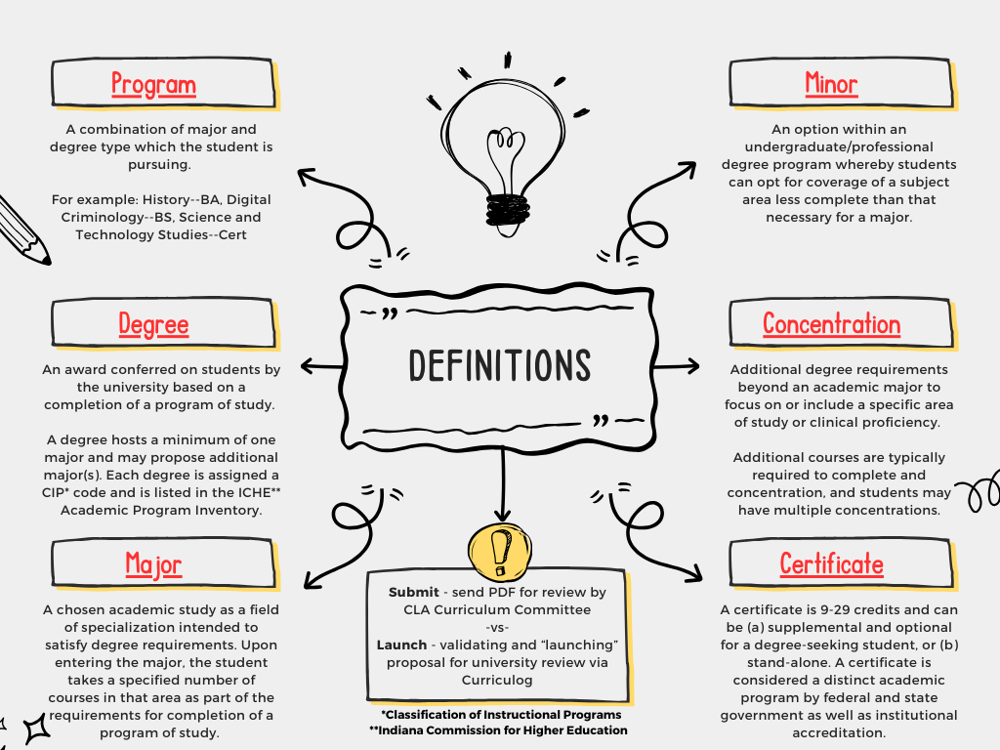 Program
A combination of major and
degree type which the student is
pursuing.
For example: History--BA, Digital
Criminology--BS, Science and
Technology Studies--Cert
Degree
An award conferred on students by
the university based on a
completion of a program of study.
A degree hosts a minimum of one
major and may propose additional
major(s). Each degree is assigned a
CIP* code and is listed in the ICHE**
Academic Program Inventory.
Major
A chosen academic study as a field
of specialization intended to
satisfy degree requirements. Upon
entering the major, the student
takes a specified number of
courses in that area as part of the
requirements for completion of a
program of study.
DEFINITIONS
Submit - send PDF for review by
CLA Curriculum Committee
-vs-
Launch - validating and “launching”
proposal for university review via
Curriculog
*Classification of Instructional Programs
**Indiana Commission for Higher Education
Minor
An option within an
undergraduate/professional
degree program whereby students
can opt for coverage of a subject
area less complete than that
necessary for a major.
Concentration
Additional degree requirements
beyond an academic major to
focus on or include a specific area
of study or clinical proficiency.
Additional courses are typically
required to complete and
concentration, and students may
have multiple concentrations.
Certificate
A certificate is 9-29 credits and can
be (a) supplemental and optional
for a degree-seeking student, or (b)
stand-alone. A certificate is
considered a distinct academic
program by federal and state
government as well as institutional
accreditation.